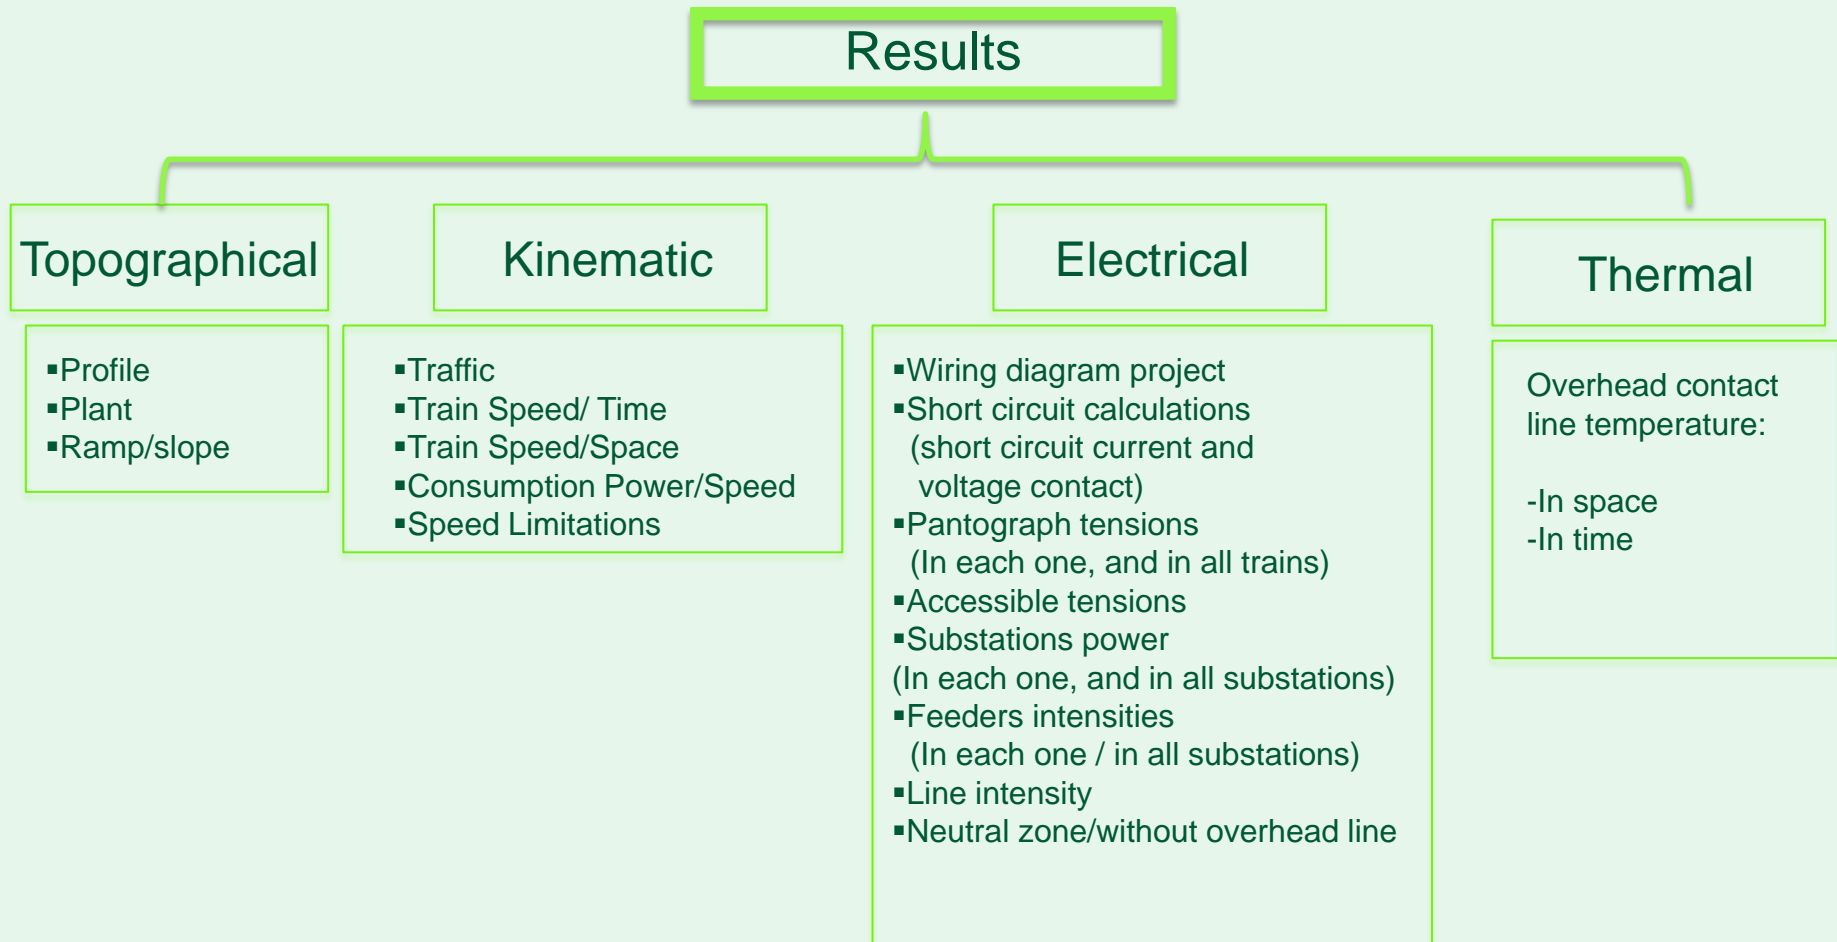 Results
Topographical
▪Profile
▪Plant
▪Ramp/slope
Kinematic
▪Traffic
▪Train Speed/ Time
▪Train Speed/Space
▪Consumption Power/Speed
▪Speed Limitations
Electrical
▪Wiring diagram project
▪Short circuit calculations
(short circuit current and
voltage contact)
▪Pantograph tensions
(In each one, and in all trains)
▪Accessible tensions
▪Substations power
(In each one, and in all substations)
▪Feeders intensities
(In each one / in all substations)
▪Line intensity
▪Neutral zone/without overhead line
Thermal
Overhead contact
line temperature:
-In space
-In time